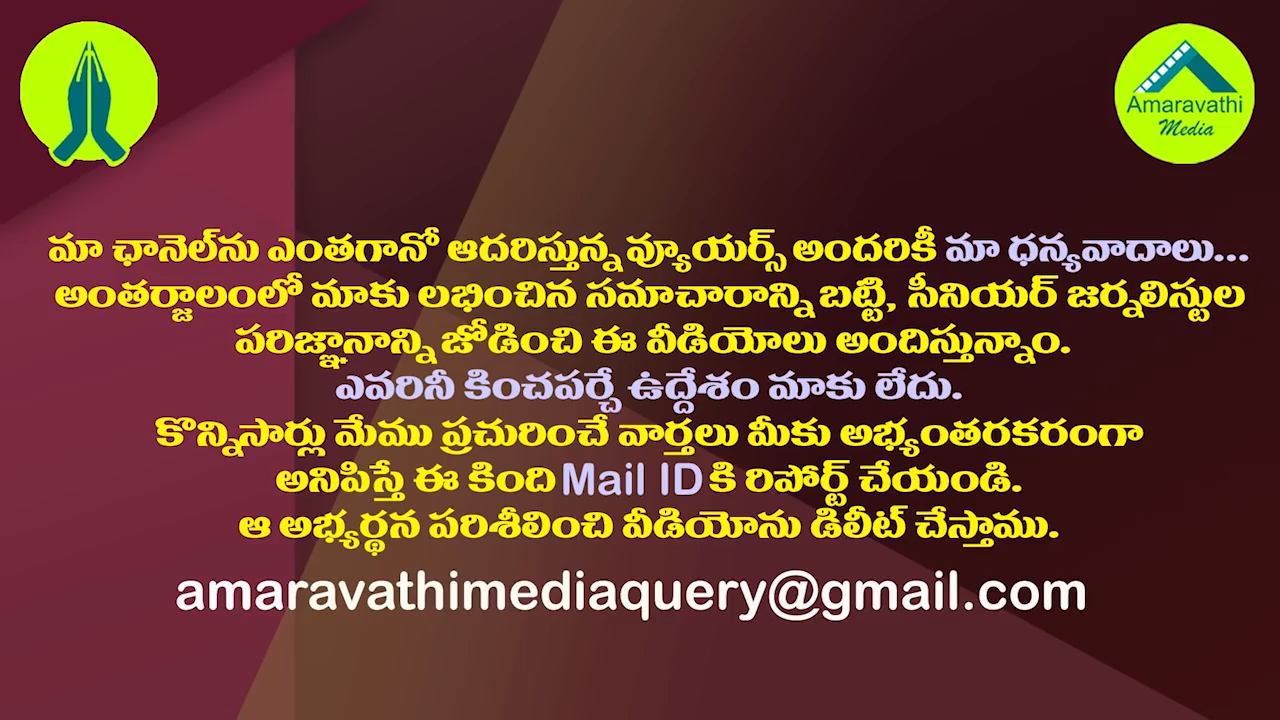 Amaravathi
Media
మా ఛానెల్‌ను ఎంతగానో ఆదరిస్తున్న వ్యూయర్స్ అందరికీ మా ధన్యవాదాలు...
అంతర్జాలంలో మాకు లభించిన సమాచారాన్ని బట్టి, సీనియర్ జర్నలిస్టుల
పరిజ్ఞానాన్ని జోడించి ఈ వీడియోలు అందిస్తున్నాం.
ఎవరినీ కించపర్చే ఉద్దేశం మాకు లేదు.
కొన్నిసార్లు మేము ప్రచురించే వార్తలు మీకు అభ్యంతరకరంగా
అనిపిస్తే ఈ కింది Mail ID కి రిపోర్ట్ చేయండి.
ఆ అభ్యర్థన పరిశీలించి వీడియోను డిలీట్ చేస్తాము.
amaravathimediaquery@gmail.com